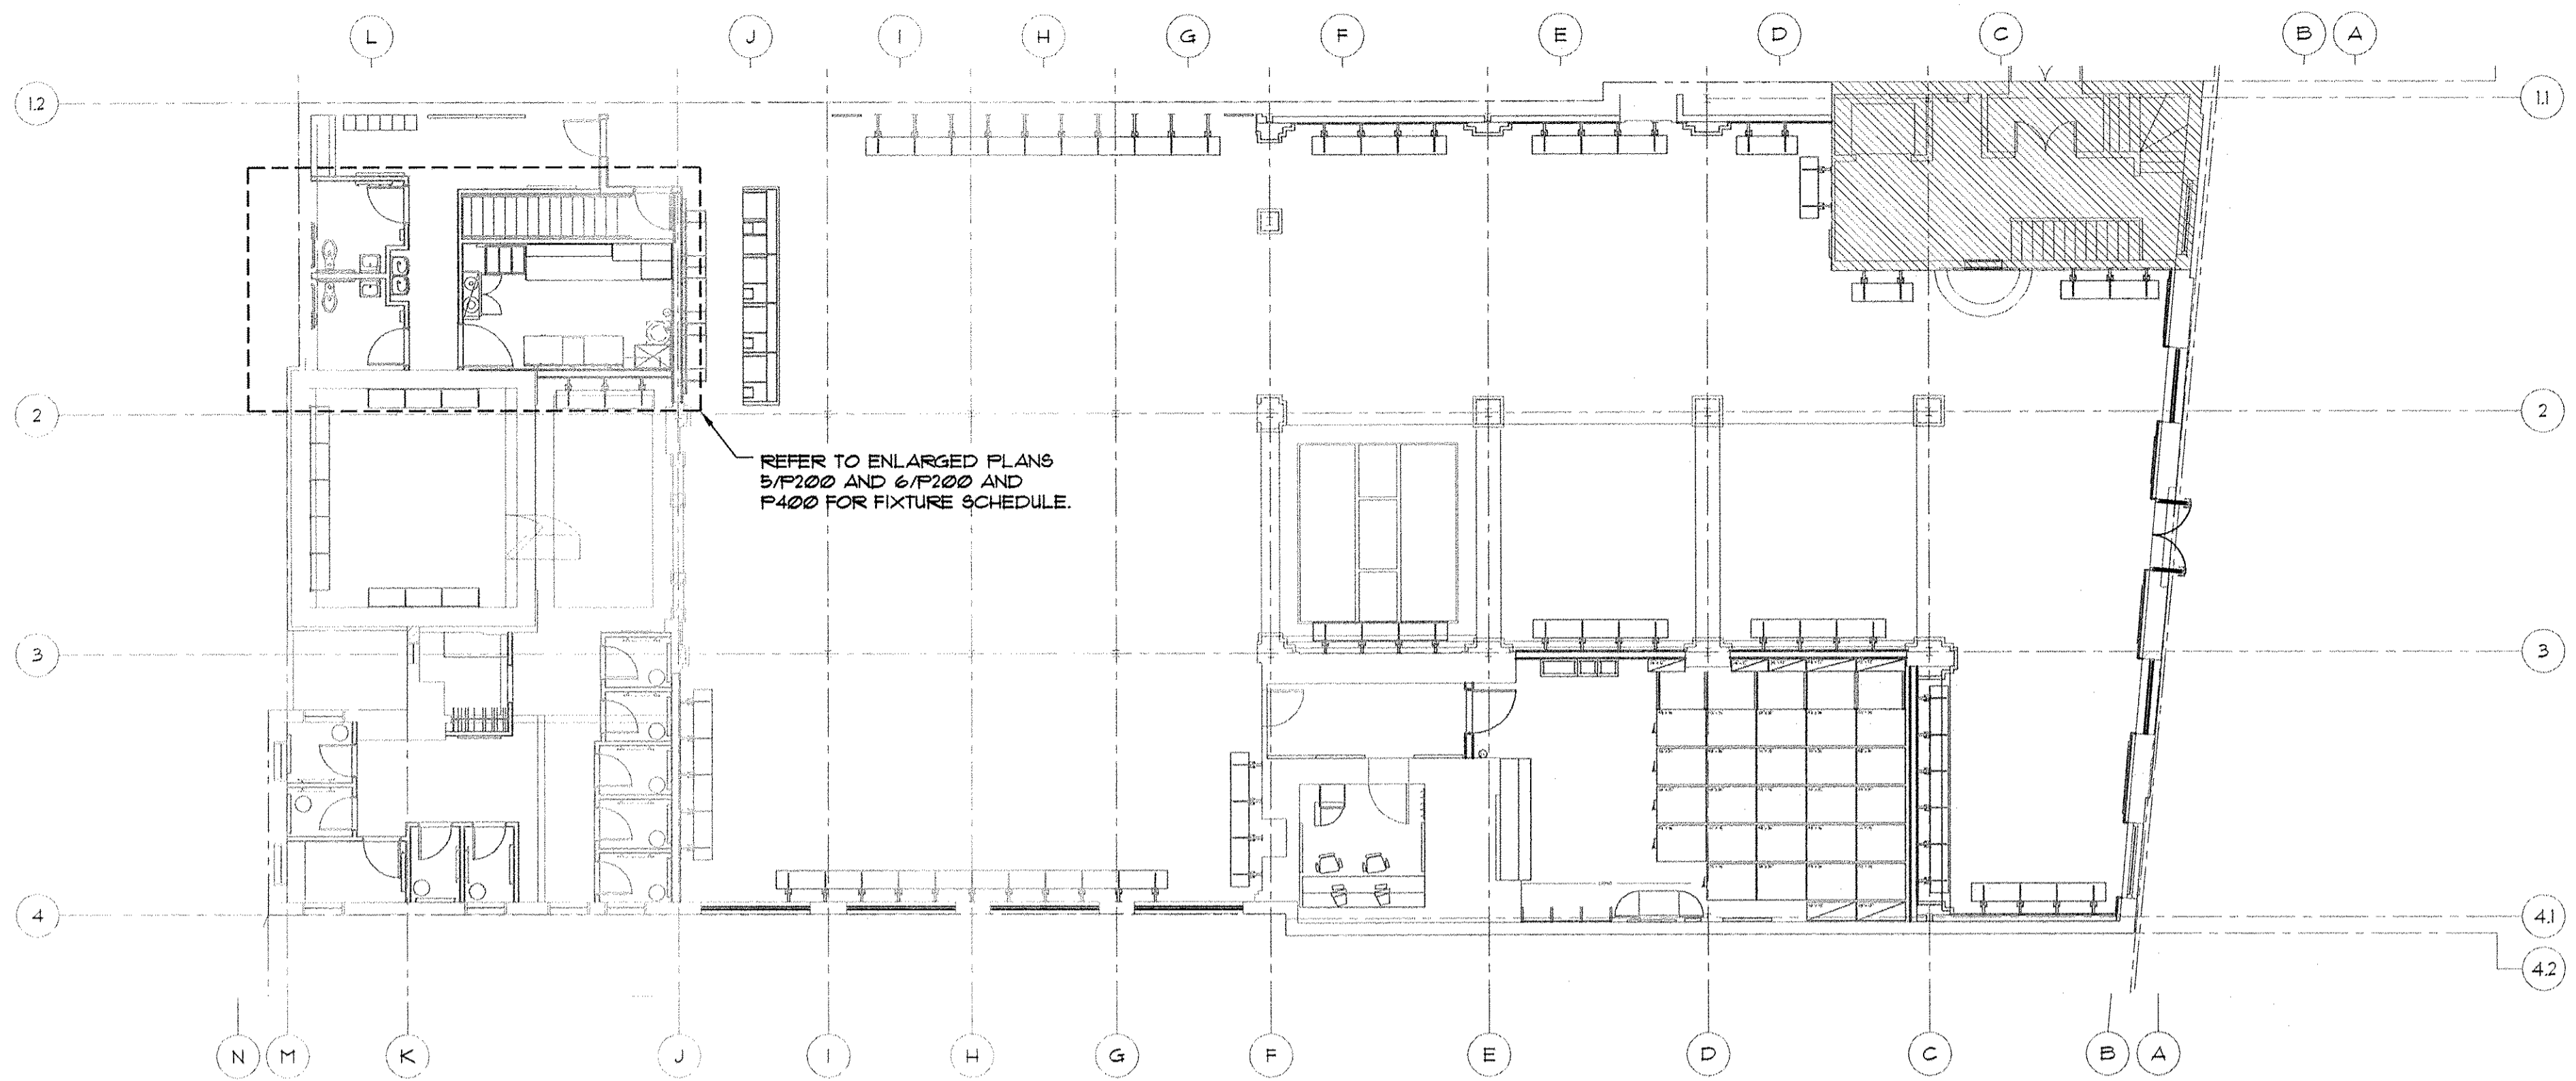 L J I H G F E D C B A
1.2 1.1
2 2
REFER TO ENLARGED PLANS
5/P200 AND 6/P200 AND
P400 FOR FIXTURE SCHEDULE.
3 3
4 4.1
4.2
N M K J I H G F E D C B A